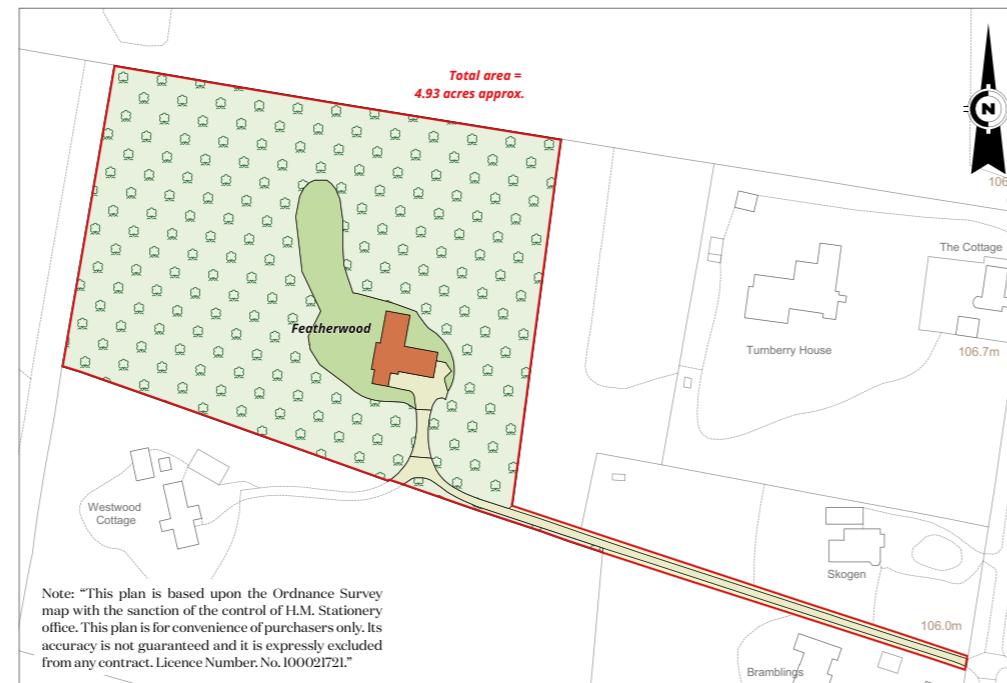 Total area =
4.93 acres approx.
N
The Cottage
Featherwood
Turnberry House
106.7m
Westwood
Cottage
Skogen
Note: “This plan is based upon the Ordnance Survey
map with the sanction of the control of H.M. Stationery
office. This plan is for convenience of purchasers only. Its
accuracy is not guaranteed and it is expressly excluded
from any contract. Licence Number. No. 100021721.”
106.0m
Bramblings